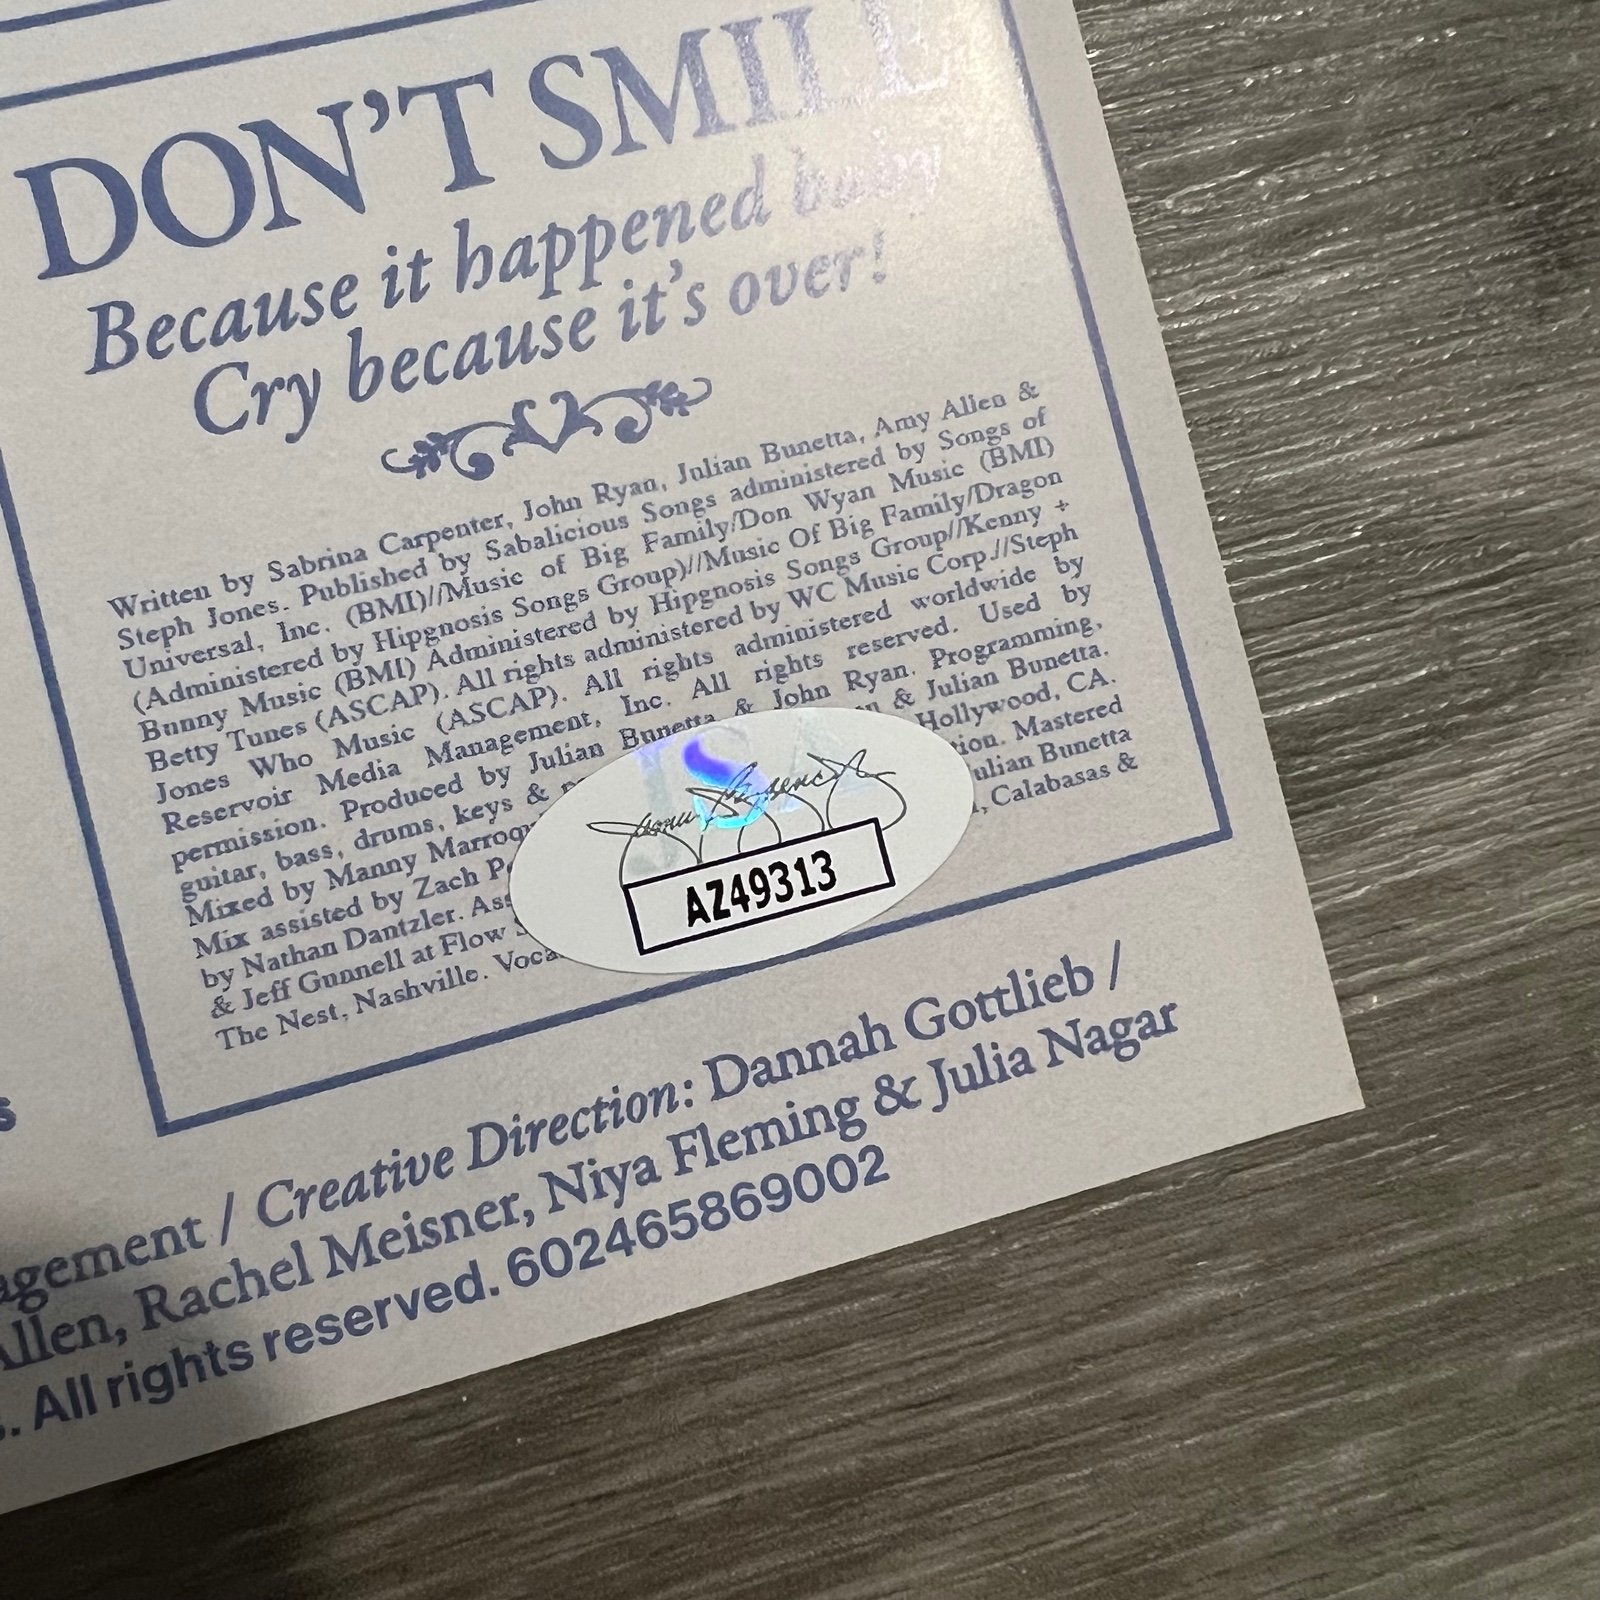 DON'T SMILE
Because it happened baby
Cry because it's over!
Written by Sabrina Carpenter, John Ryan, Julian Bunetta, Amy Allen &
Steph Jones. Published by Sabalicious Songs administered by Songs of
Universal, Inc. (BMI)//Music of Big Family/Don Wyan Music (BMI)
(Administered by Hipgnosis Songs Group)//Music Of Big Family/Dragon
Bunny Music (BMI) Administered by Hipgnosis Songs Group//Kenny +
Betty Tunes (ASCAP). All rights administered by WC Music Corp.//Steph
Jones Who Music (ASCAP). All rights administered worldwide by
Reservoir Media Management, Inc. All rights reserved. Used by
permission. Produced by Julian Bunetta & John Ryan. Programming,
guitar, bass, drums, keys & & Julian Bunetta.
Mixed by Manny Hollywood, CA.
Mix assisted by Zach Mastered
by Nathan Dantzler. Julian Bunetta
& Jeff Gunnell at Flow Calabasas &
The Nest, Nashville.
JSA
AZ49313
Creative Direction: Dannah Gottlieb /
Allen, Rachel Meisner, Niya Fleming & Julia Nagar
All rights reserved. 602465869002